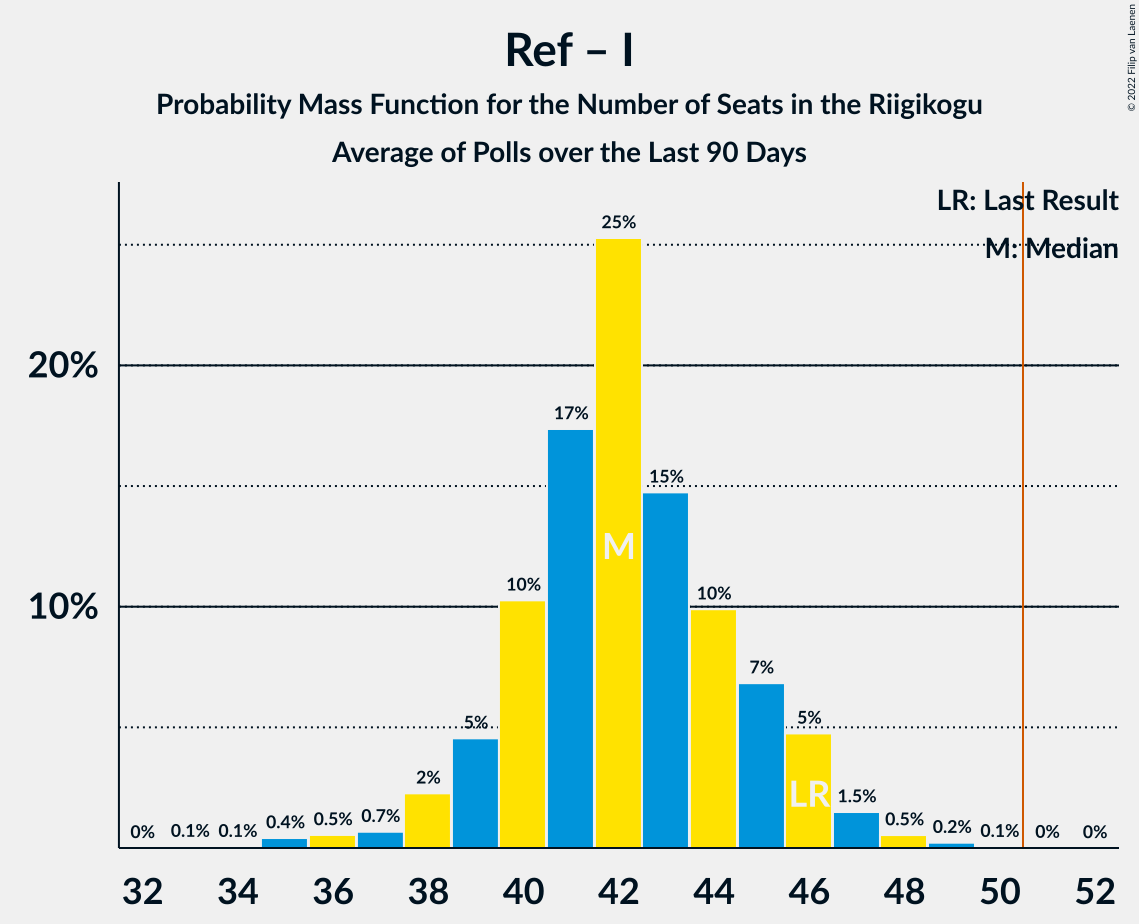 Ref – I
Probability Mass Function for the Number of Seats in the Riigikogu
Average of Polls over the Last 90 Days
© 2022 Filip van Laenen
LR: Last Result
M: Median
20%
10%
0% 0.1% 0.1% 0.4% 0.5% 0.7% 2% 5% 10% 17% 25% 15% 10% 7% 5% 1.5% 0.5% 0.2% 0.1% 0% 0%
M
LR
32 34 36 38 40 42 44 46 48 50 52